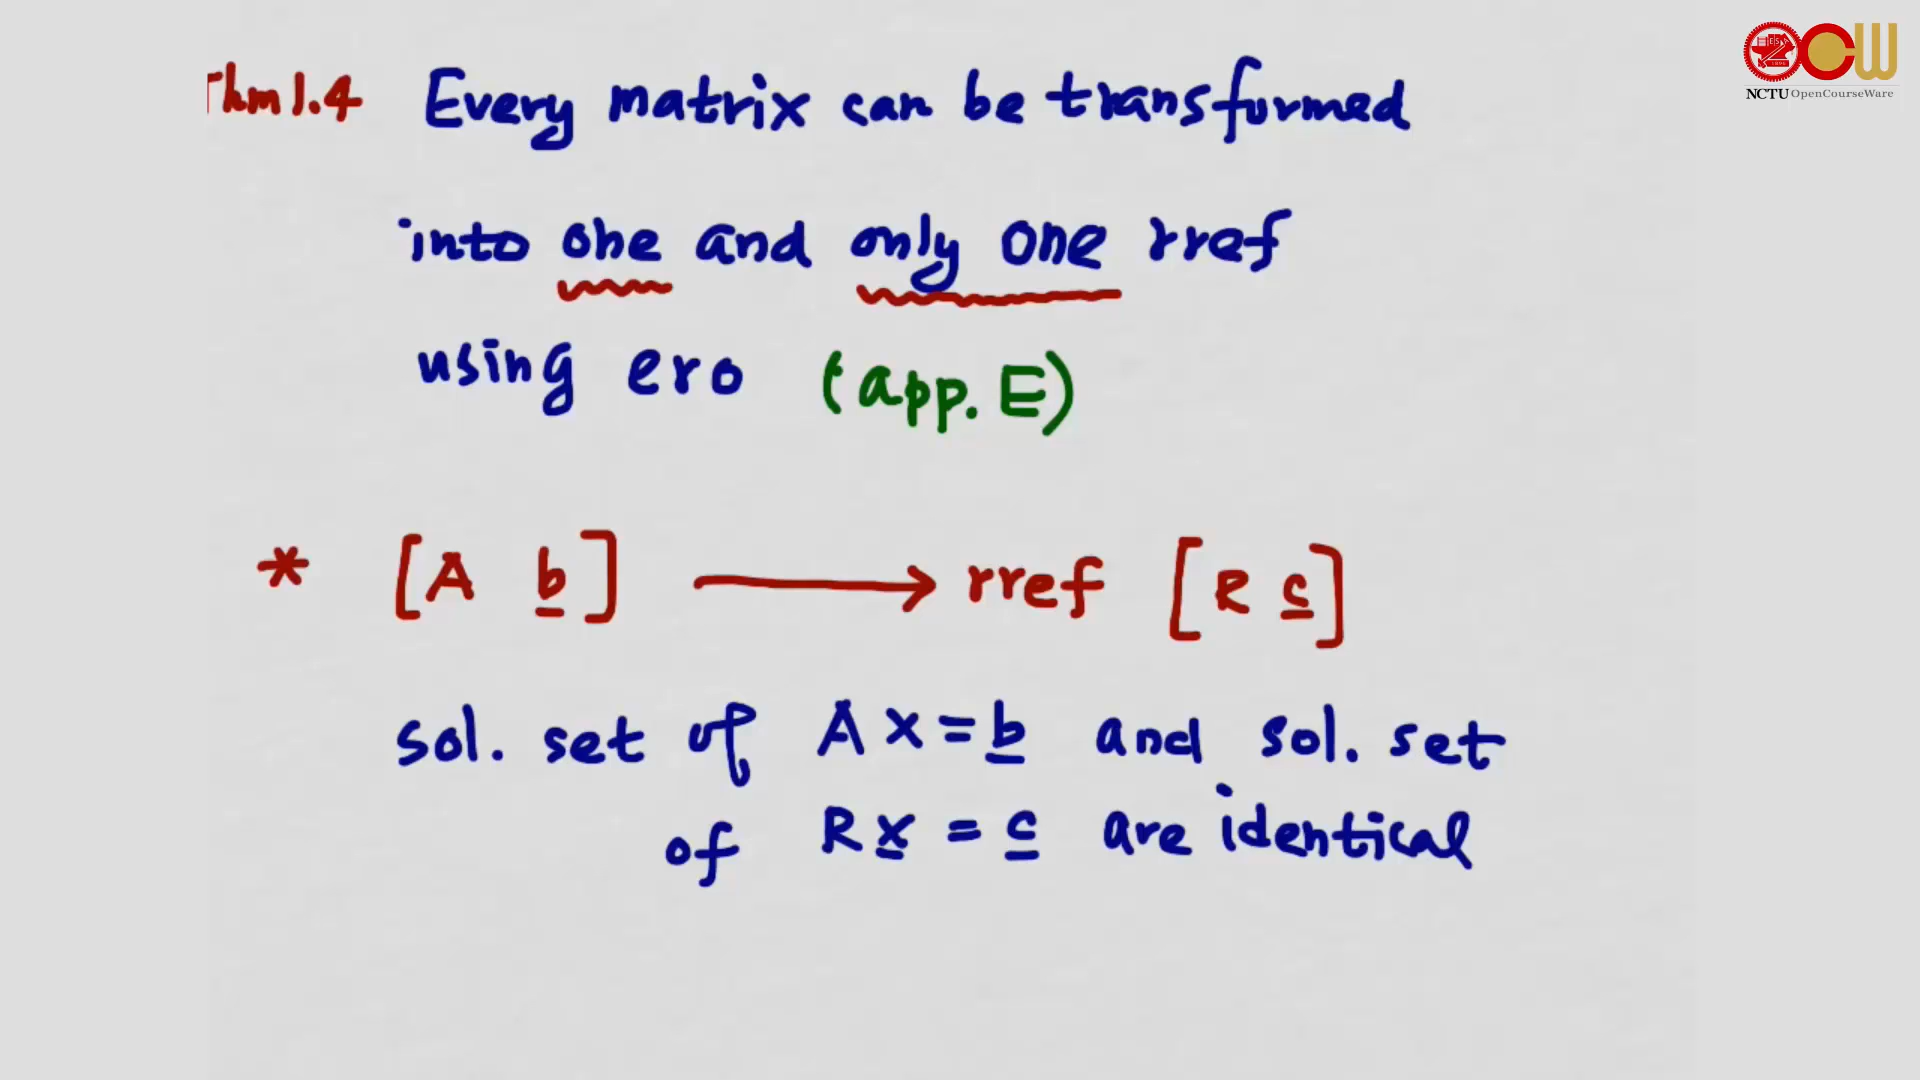 Thm 1.4 Every matrix can be transformed
into one and only one rref
using ero (app. E)
* [A b] → rref [R c]
sol. set of Ax = b and sol. set
of Rx = c are identical
OCW
NCTU OpenCourseWare